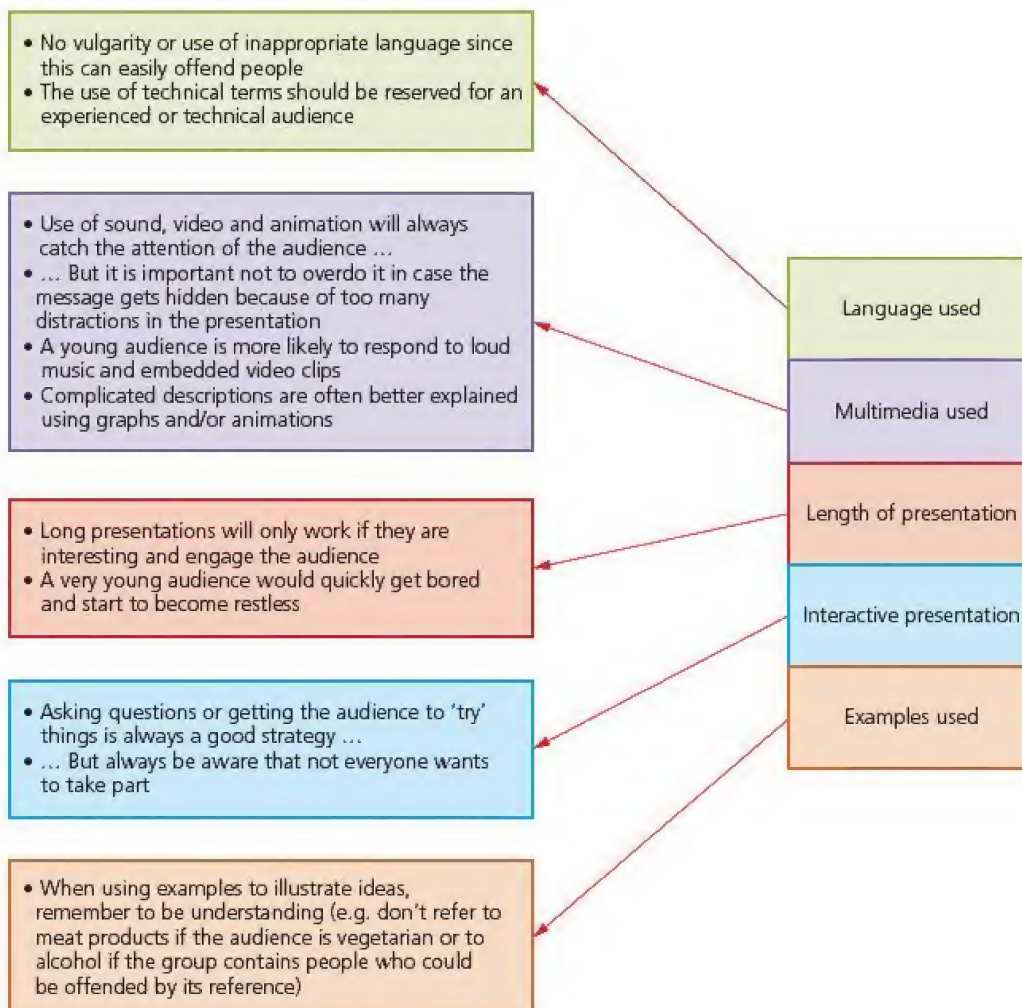 • No vulgarity or use of inappropriate language since
this can easily offend people
• The use of technical terms should be reserved for an
experienced or technical audience
• Use of sound, video and animation will always
catch the attention of the audience …
• … But it is important not to overdo it in case the
message gets hidden because of too many
distractions in the presentation
• A young audience is more likely to respond to loud
music and embedded video clips
• Complicated descriptions are often better explained
using graphs and/or animations
• Long presentations will only work if they are
interesting and engage the audience
• A very young audience would quickly get bored
and start to become restless
• Asking questions or getting the audience to ‘try’
things is always a good strategy …
• … But always be aware that not everyone wants
to take part
• When using examples to illustrate ideas,
remember to be understanding (e.g. don’t refer to
meat products if the audience is vegetarian or to
alcohol if the group contains people who could
be offended by its reference)
Language used
Multimedia used
Length of presentation
Interactive presentation
Examples used